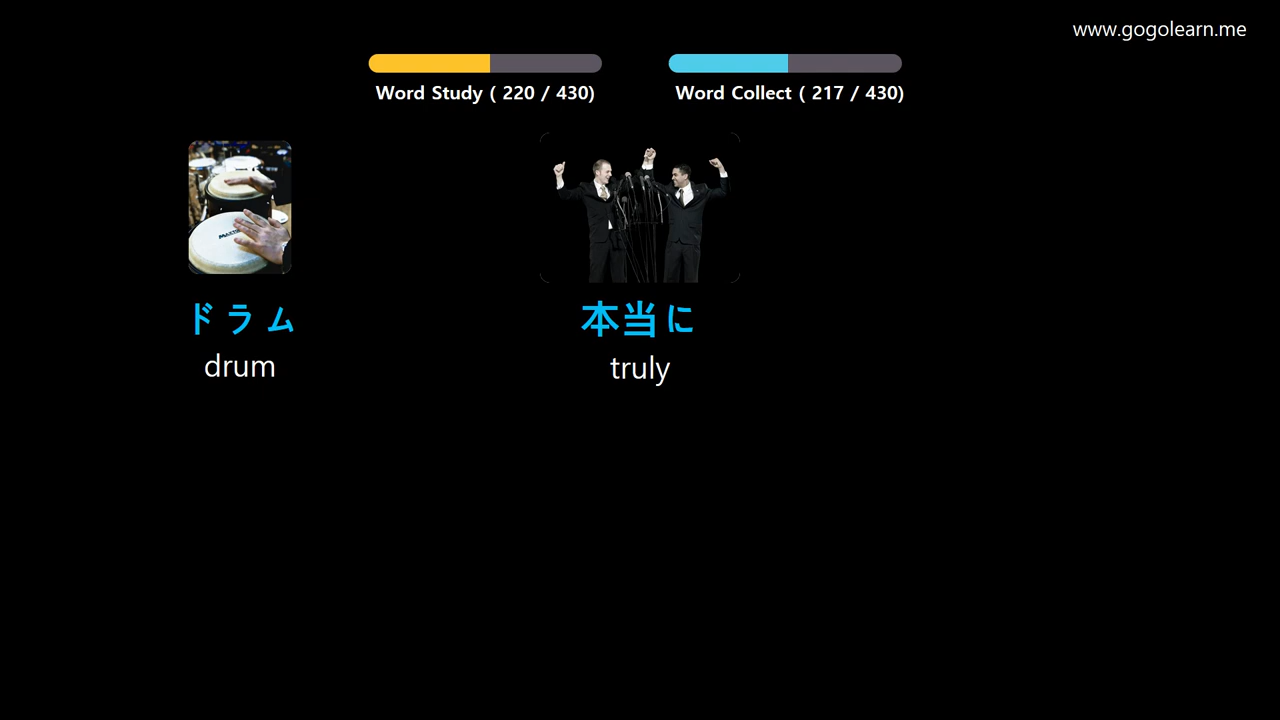 www.gogolearn.me
Word Study ( 220 / 430)
Word Collect ( 217 / 430)
ドラム
drum
本当に
truly